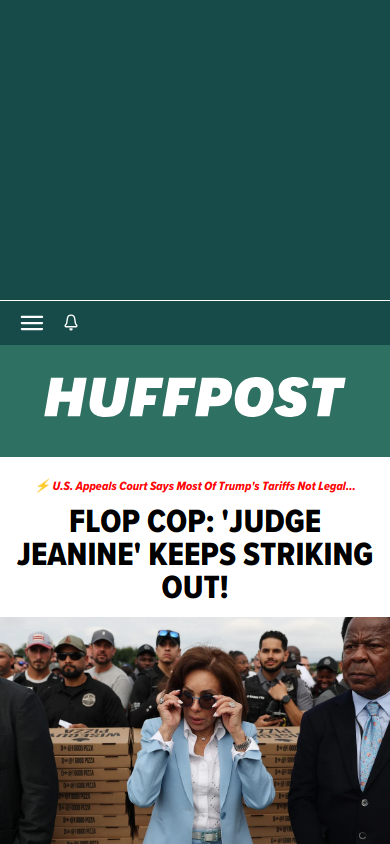 HUFFPOST
⚡ U.S. Appeals Court Says Most Of Trump's Tariffs Not Legal...
FLOP COP: 'JUDGE
JEANINE' KEEPS STRIKING
OUT!